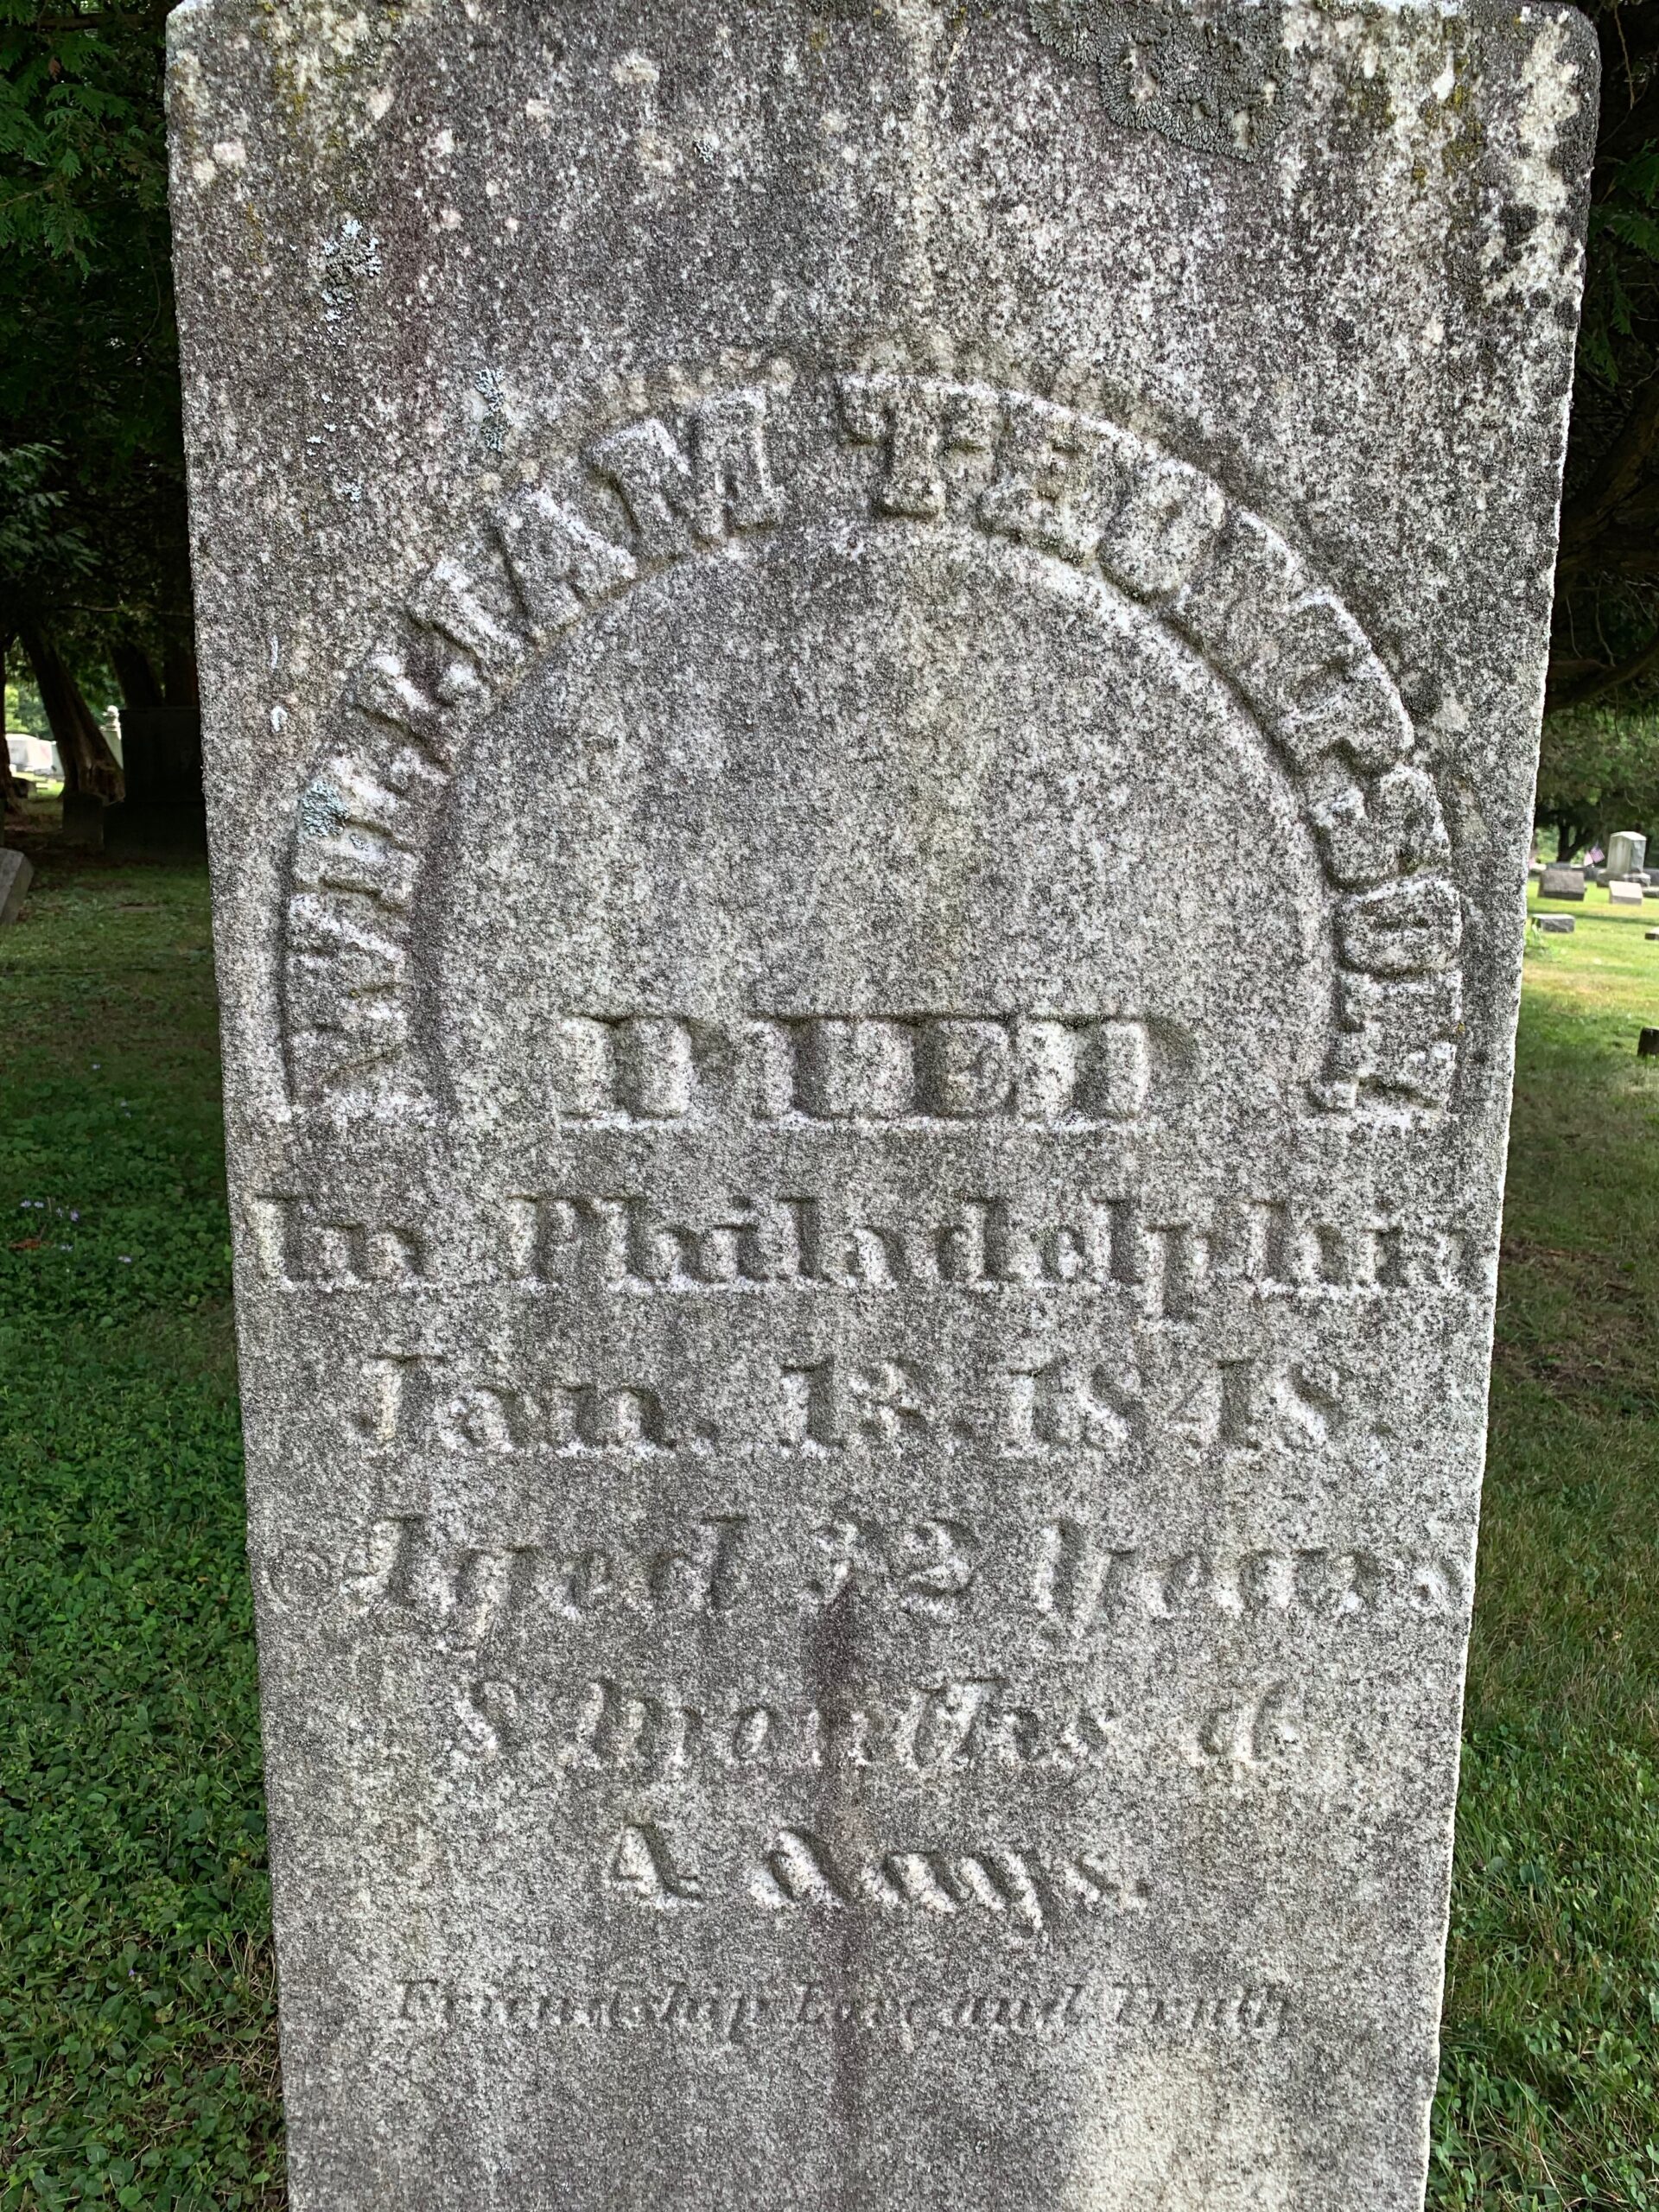 WILLIAM THOMPSON
DIED
In Philadelphia
Jan. 13. 1848.
Aged 32 years
8 months &
4 days.
Friendship Love and Truth